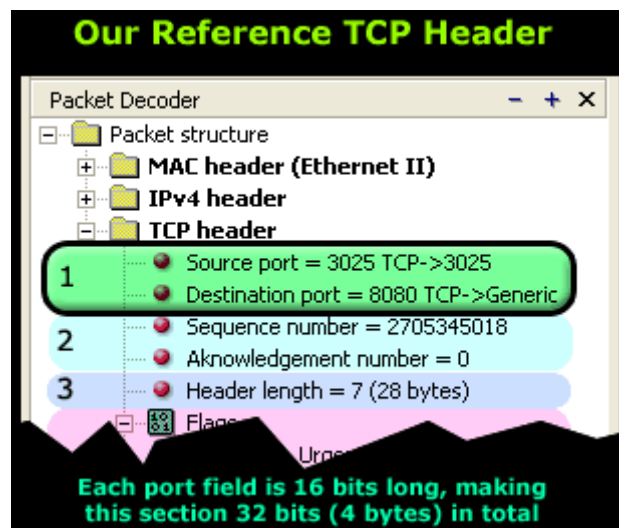 Our Reference TCP Header
Packet Decoder - + x
Packet structure
MAC header (Ethernet II)
IPv4 header
TCP header
1
Source port = 3025 TCP->3025
Destination port = 8080 TCP->Generic
2
Sequence number = 2705345018
Aknowledgement number = 0
3
Header length = 7 (28 bytes)
Each port field is 16 bits long, making
this section 32 bits (4 bytes) in total